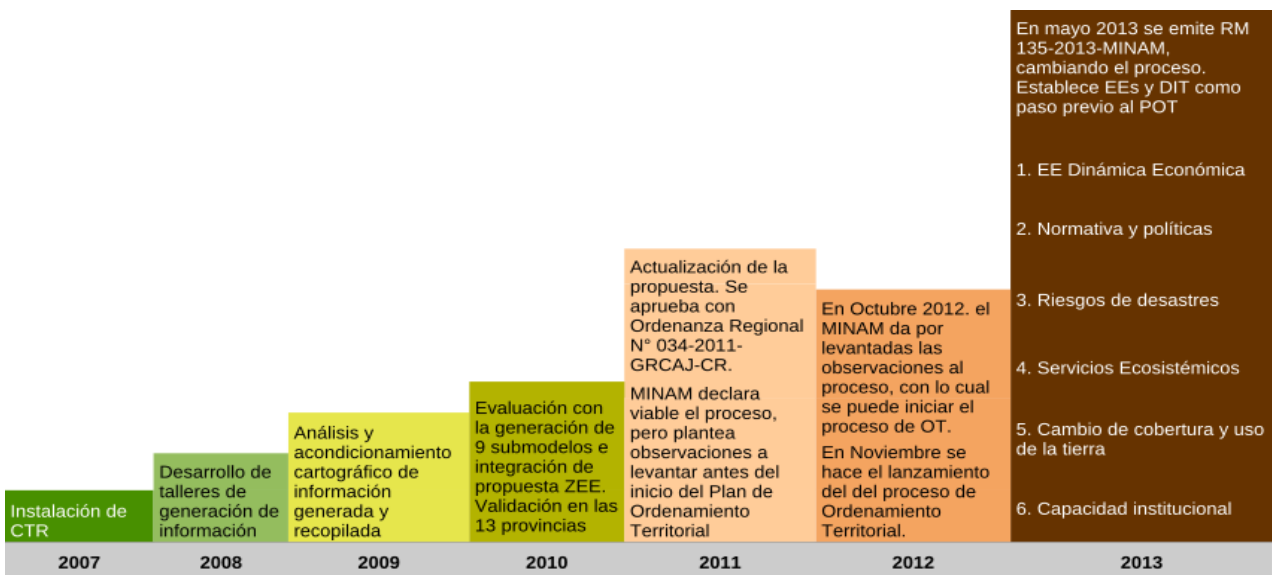 Instalación de
CTR
2007
Desarrollo de
talleres de
generación de
información
2008
Análisis y
acondicionamiento
cartográfico de
información
generada y
recopilada
2009
Evaluación con
la generación de
9 submodelos e
integración de
propuesta ZEE.
Validación en las
13 provincias
2010
Actualización de la
propuesta. Se
aprueba con
Ordenanza Regional
N° 034-2011-
GRCAJ-CR.
MINAM declara
viable el proceso,
pero plantea
observaciones a
levantar antes del
inicio del Plan de
Ordenamiento
Territorial
2011
En Octubre 2012. el
MINAM da por
levantadas las
observaciones al
proceso, con lo cual
se puede iniciar el
proceso de OT.
En Noviembre se
hace el lanzamiento
del del proceso de
Ordenamiento
Territorial.
2012
En mayo 2013 se emite RM
135-2013-MINAM,
cambiando el proceso.
Establece EEs y DIT como
paso previo al POT
1. EE Dinámica Económica
2. Normativa y políticas
3. Riesgos de desastres
4. Servicios Ecosistémicos
5. Cambio de cobertura y uso
de la tierra
6. Capacidad institucional
2013